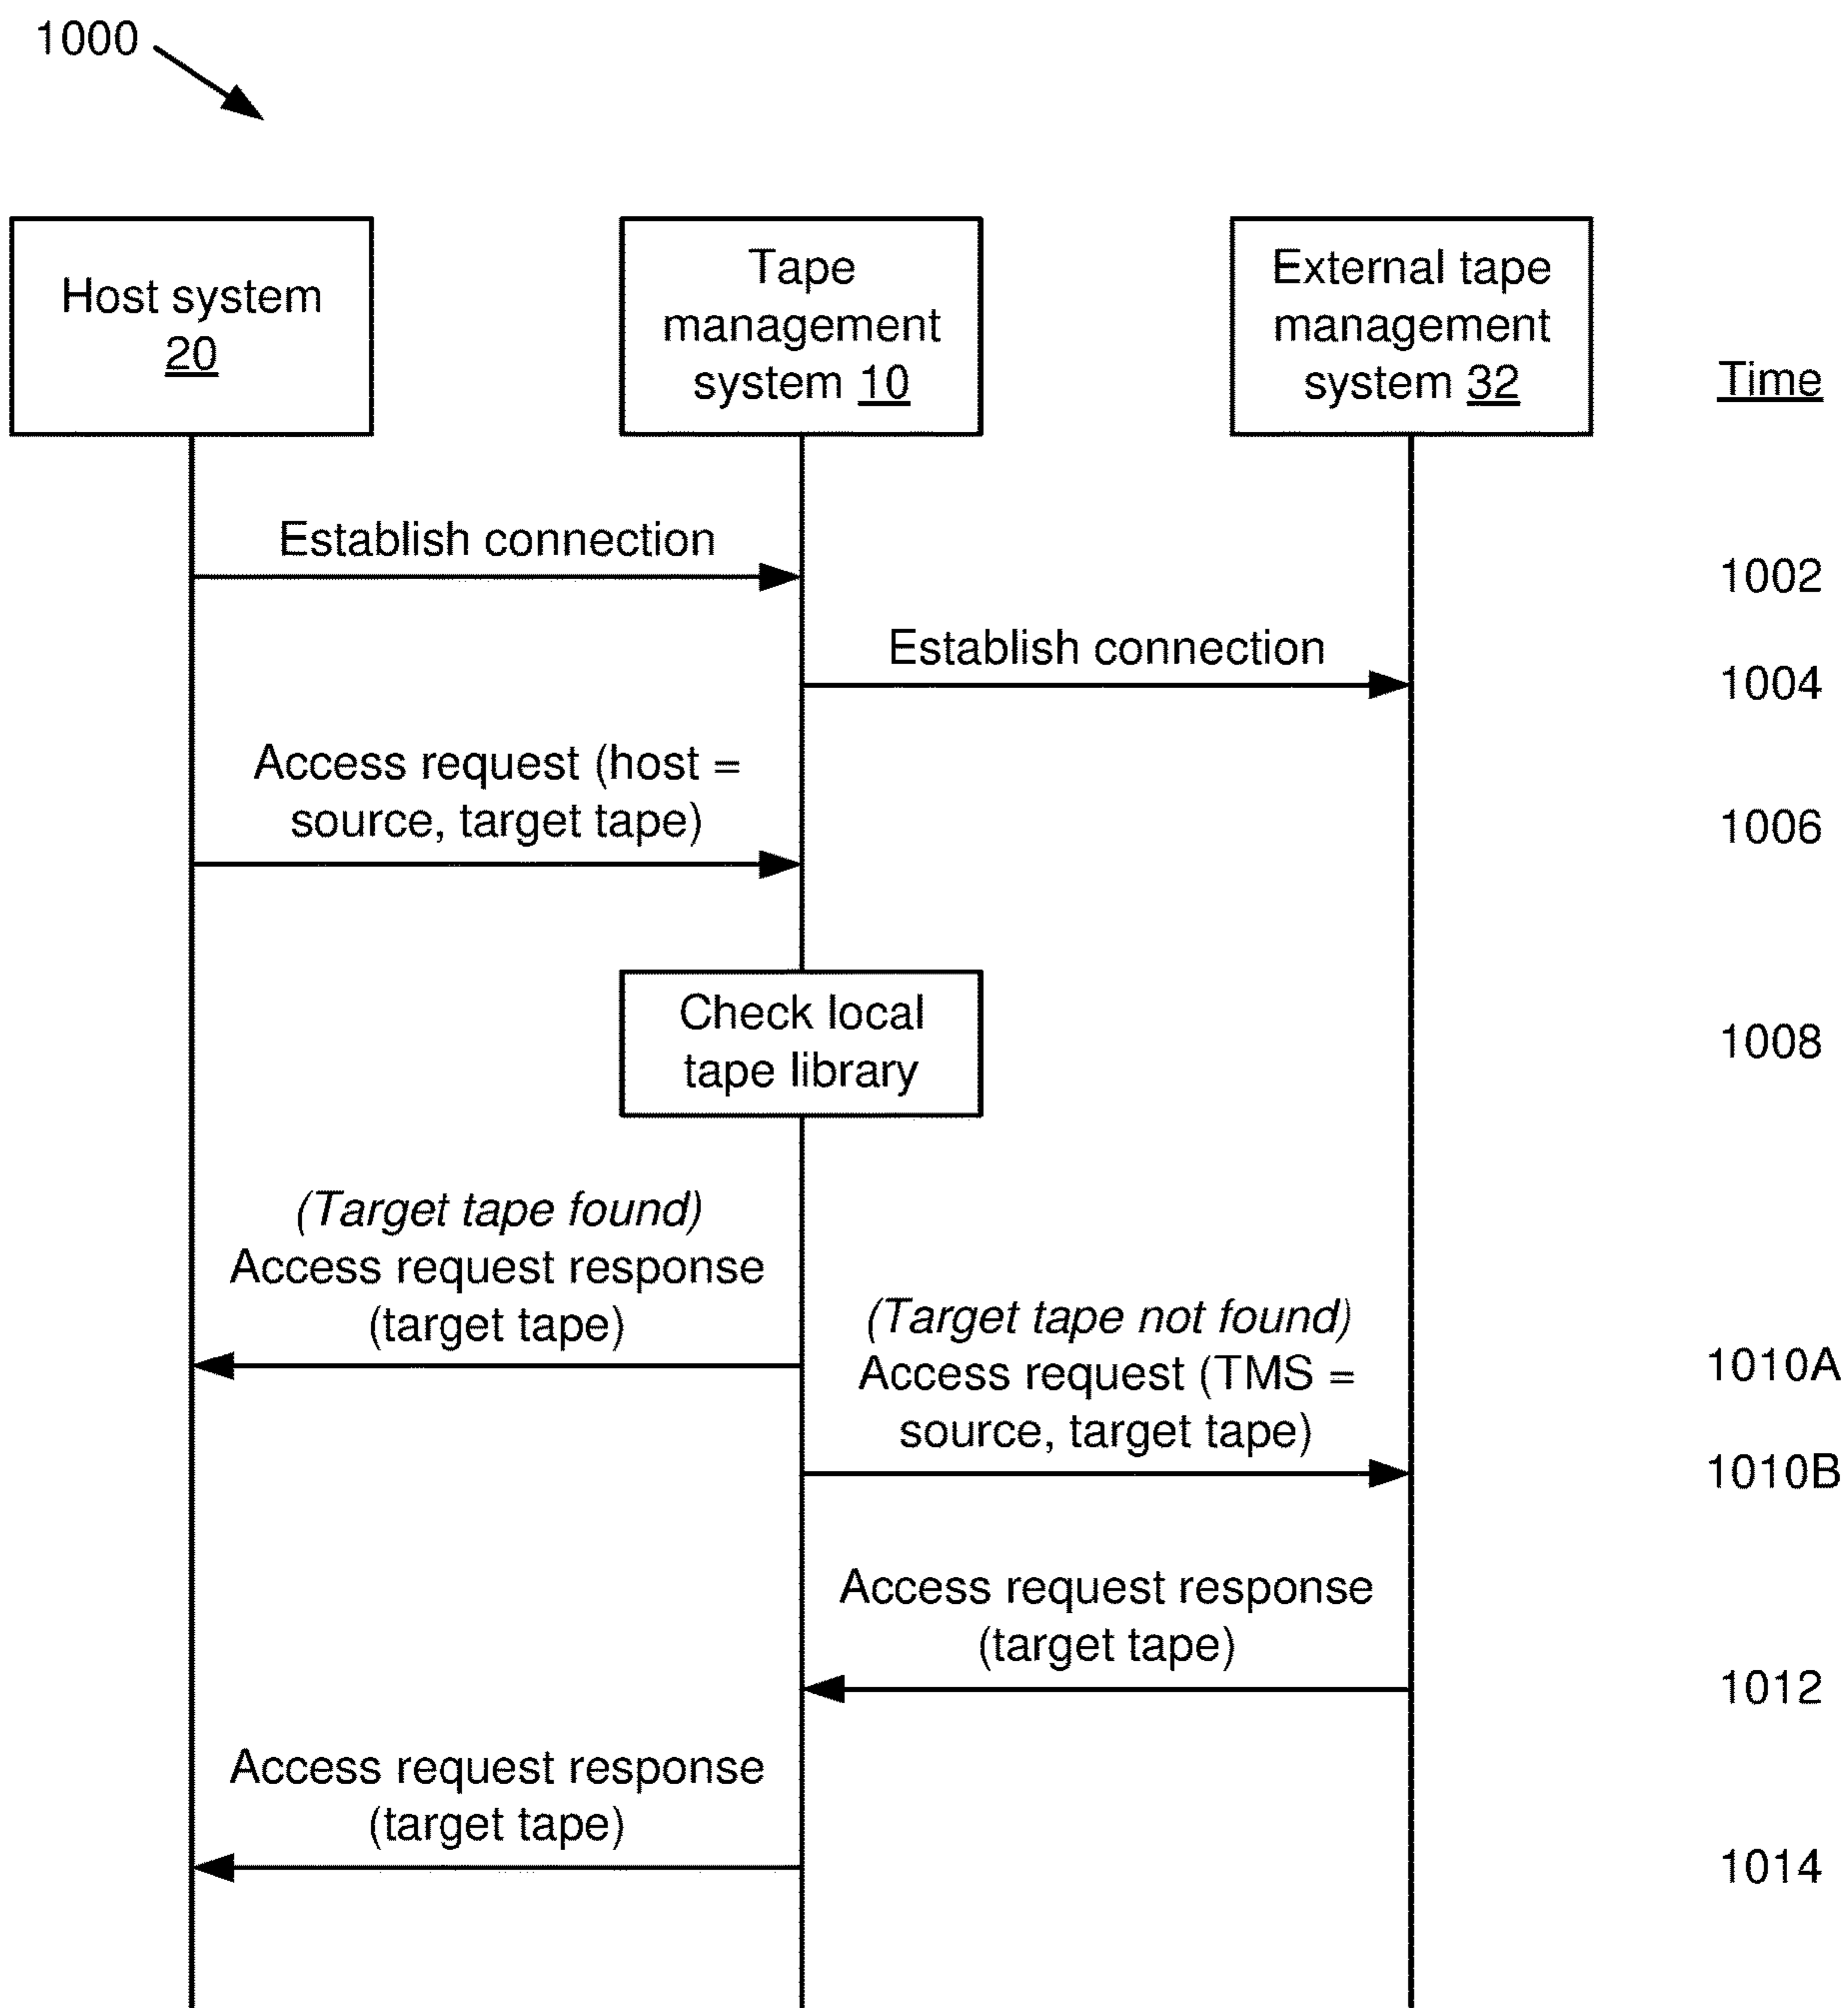 1000
Host system
20
Tape
management
system 10
External tape
management
system 32
Time
Establish connection
1002
Establish connection
1004
Access request (host =
source, target tape)
1006
Check local
tape library
1008
(Target tape found)
Access request response
(target tape)
1010A
(Target tape not found)
Access request (TMS =
source, target tape)
1010B
Access request response
(target tape)
1012
Access request response
(target tape)
1014